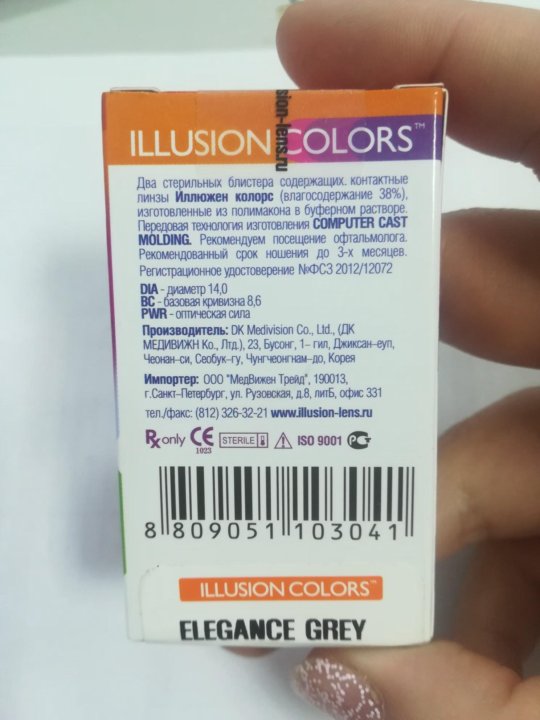 ILLUSION COLORS™
sion-lens.ru
Два стерильных блистера содержащих. контактные
линзы Иллюжен колорс (влагосодержание 38%),
изготовленные из полимакона в буферном растворе.
Передовая технология изготовления COMPUTER CAST
MOLDING. Рекомендуем посещение офтальмолога.
Рекомендованный срок ношения до 3-х месяцев.
Регистрационное удостоверение №ФСЗ 2012/12072
DIA - диаметр 14,0
BC - базовая кривизна 8,6
PWR - оптическая сила
Производитель: DK Medivision Co., Ltd., (ДК
МЕДИВИЖН Ко., Лтд.), 23, Бусонг, 1- гил, Джиксан-еуп,
Чеонан-си, Сеобук-гу, Чунгчеонгнам-до, Корея
Импортер: ООО "МедВижен Трейд", 190013,
г.Санкт-Петербург, ул. Рузовская, д.8, литБ, офис 331
тел./факс: (812) 326-32-21 www.illusion-lens.ru
Rx only CE 1023 STERILE ISO 9001 РСТ
8 809051 103041
ILLUSION COLORS™
ELEGANCE GREY